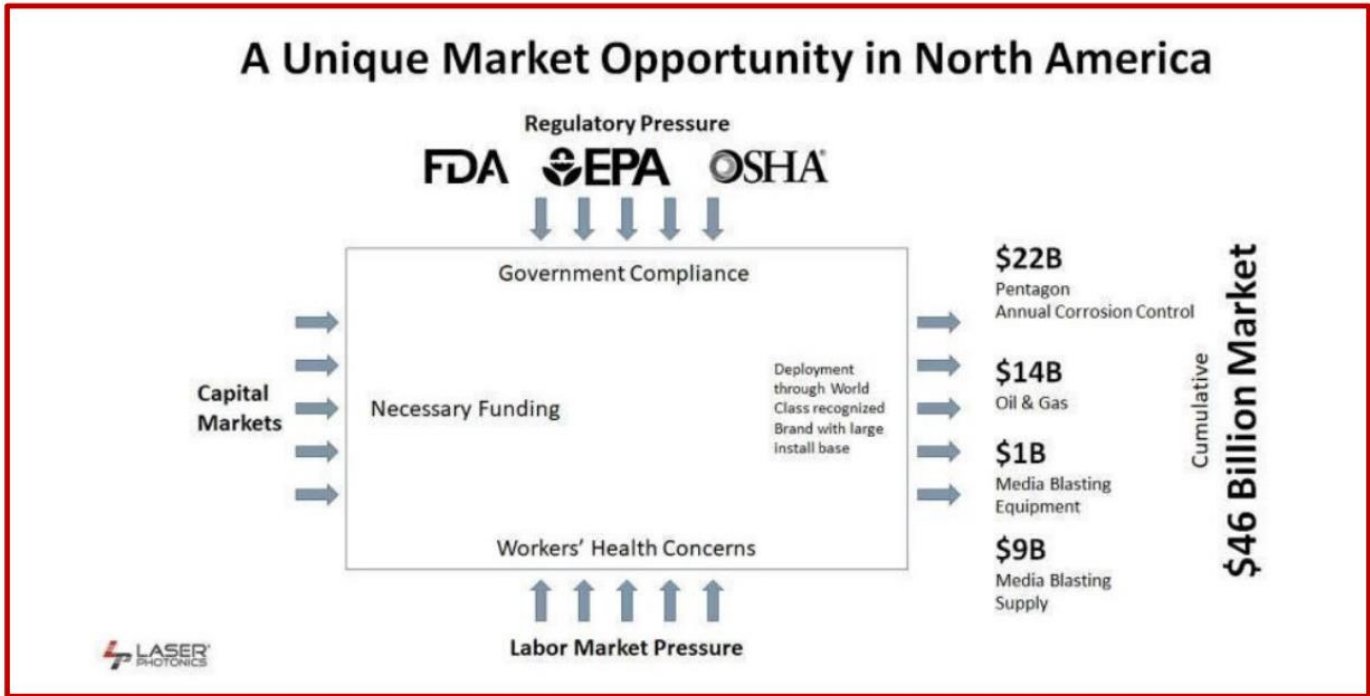 A Unique Market Opportunity in North America
Regulatory Pressure
FDA EPA OSHA
Government Compliance
Capital
Markets
Necessary Funding
Deployment
through World
Class recognized
Brand with large
install base
Workers' Health Concerns
Labor Market Pressure
$22B
Pentagon
Annual Corrosion Control
$14B
Oil & Gas
$1B
Media Blasting
Equipment
$9B
Media Blasting
Supply
Cumulative
$46 Billion Market
LP LASER
PHOTONICS